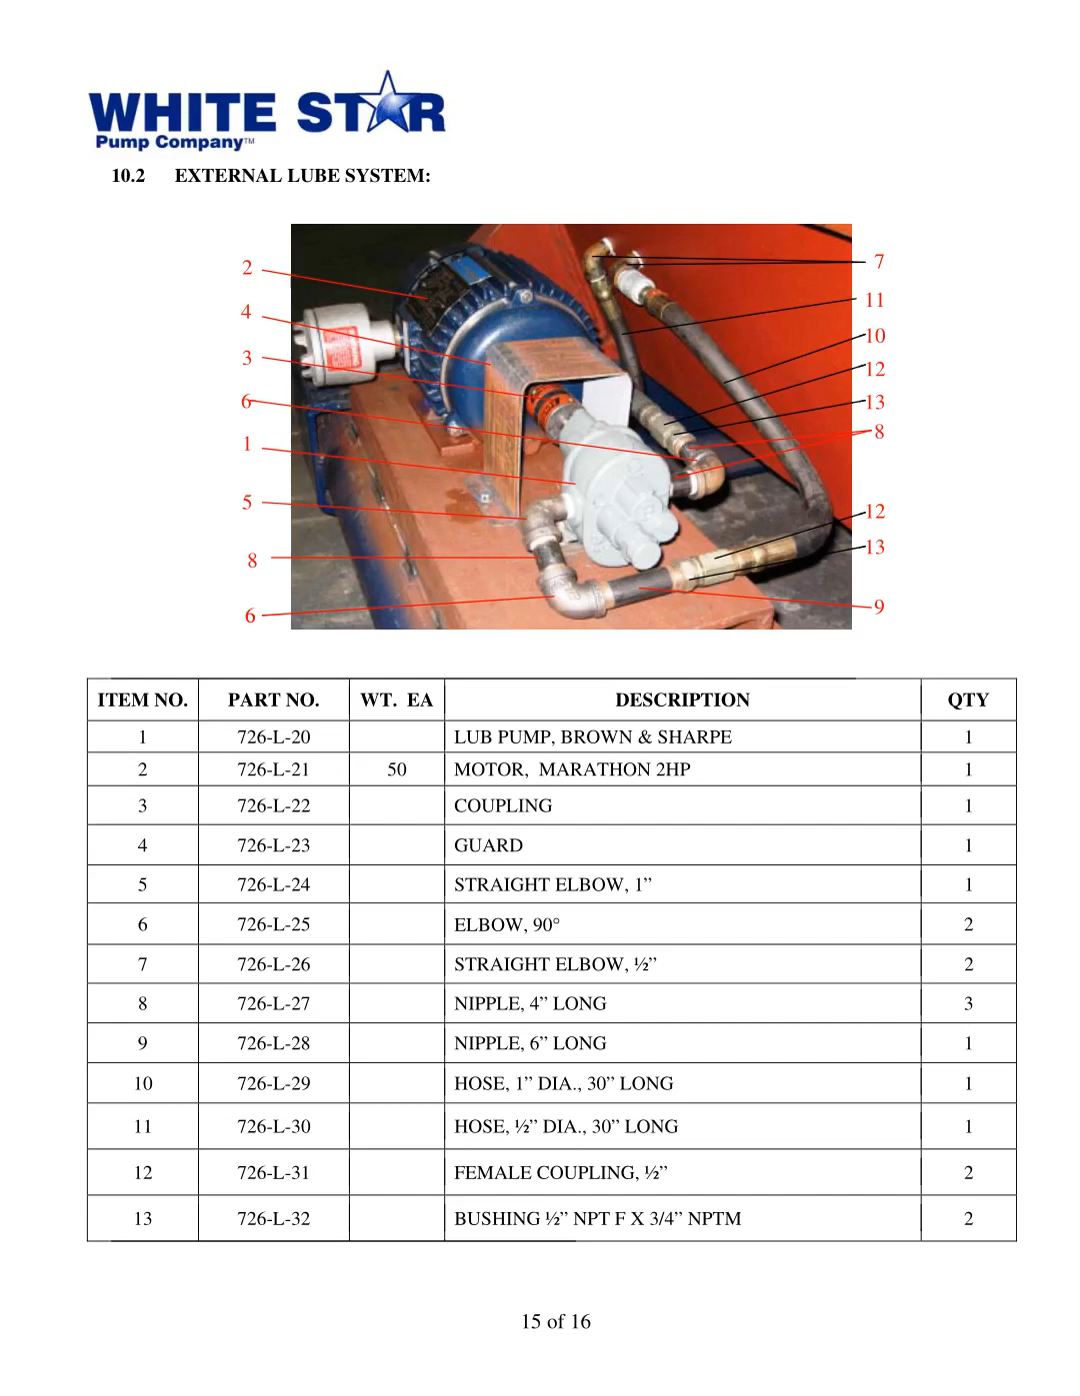 WHITE STAR
Pump Company™
10.2 EXTERNAL LUBE SYSTEM:
2
4
3
6
1
5
8
6
7
11
10
12
13
8
12
13
9
ITEM NO. PART NO. WT. EA DESCRIPTION QTY
1 726-L-20 LUB PUMP, BROWN & SHARPE 1
2 726-L-21 50 MOTOR, MARATHON 2HP 1
3 726-L-22 COUPLING 1
4 726-L-23 GUARD 1
5 726-L-24 STRAIGHT ELBOW, 1” 1
6 726-L-25 ELBOW, 90° 2
7 726-L-26 STRAIGHT ELBOW, ½” 2
8 726-L-27 NIPPLE, 4” LONG 3
9 726-L-28 NIPPLE, 6” LONG 1
10 726-L-29 HOSE, 1” DIA., 30” LONG 1
11 726-L-30 HOSE, ½” DIA., 30” LONG 1
12 726-L-31 FEMALE COUPLING, ½” 2
13 726-L-32 BUSHING ½” NPT F X 3/4” NPTM 2
15 of 16